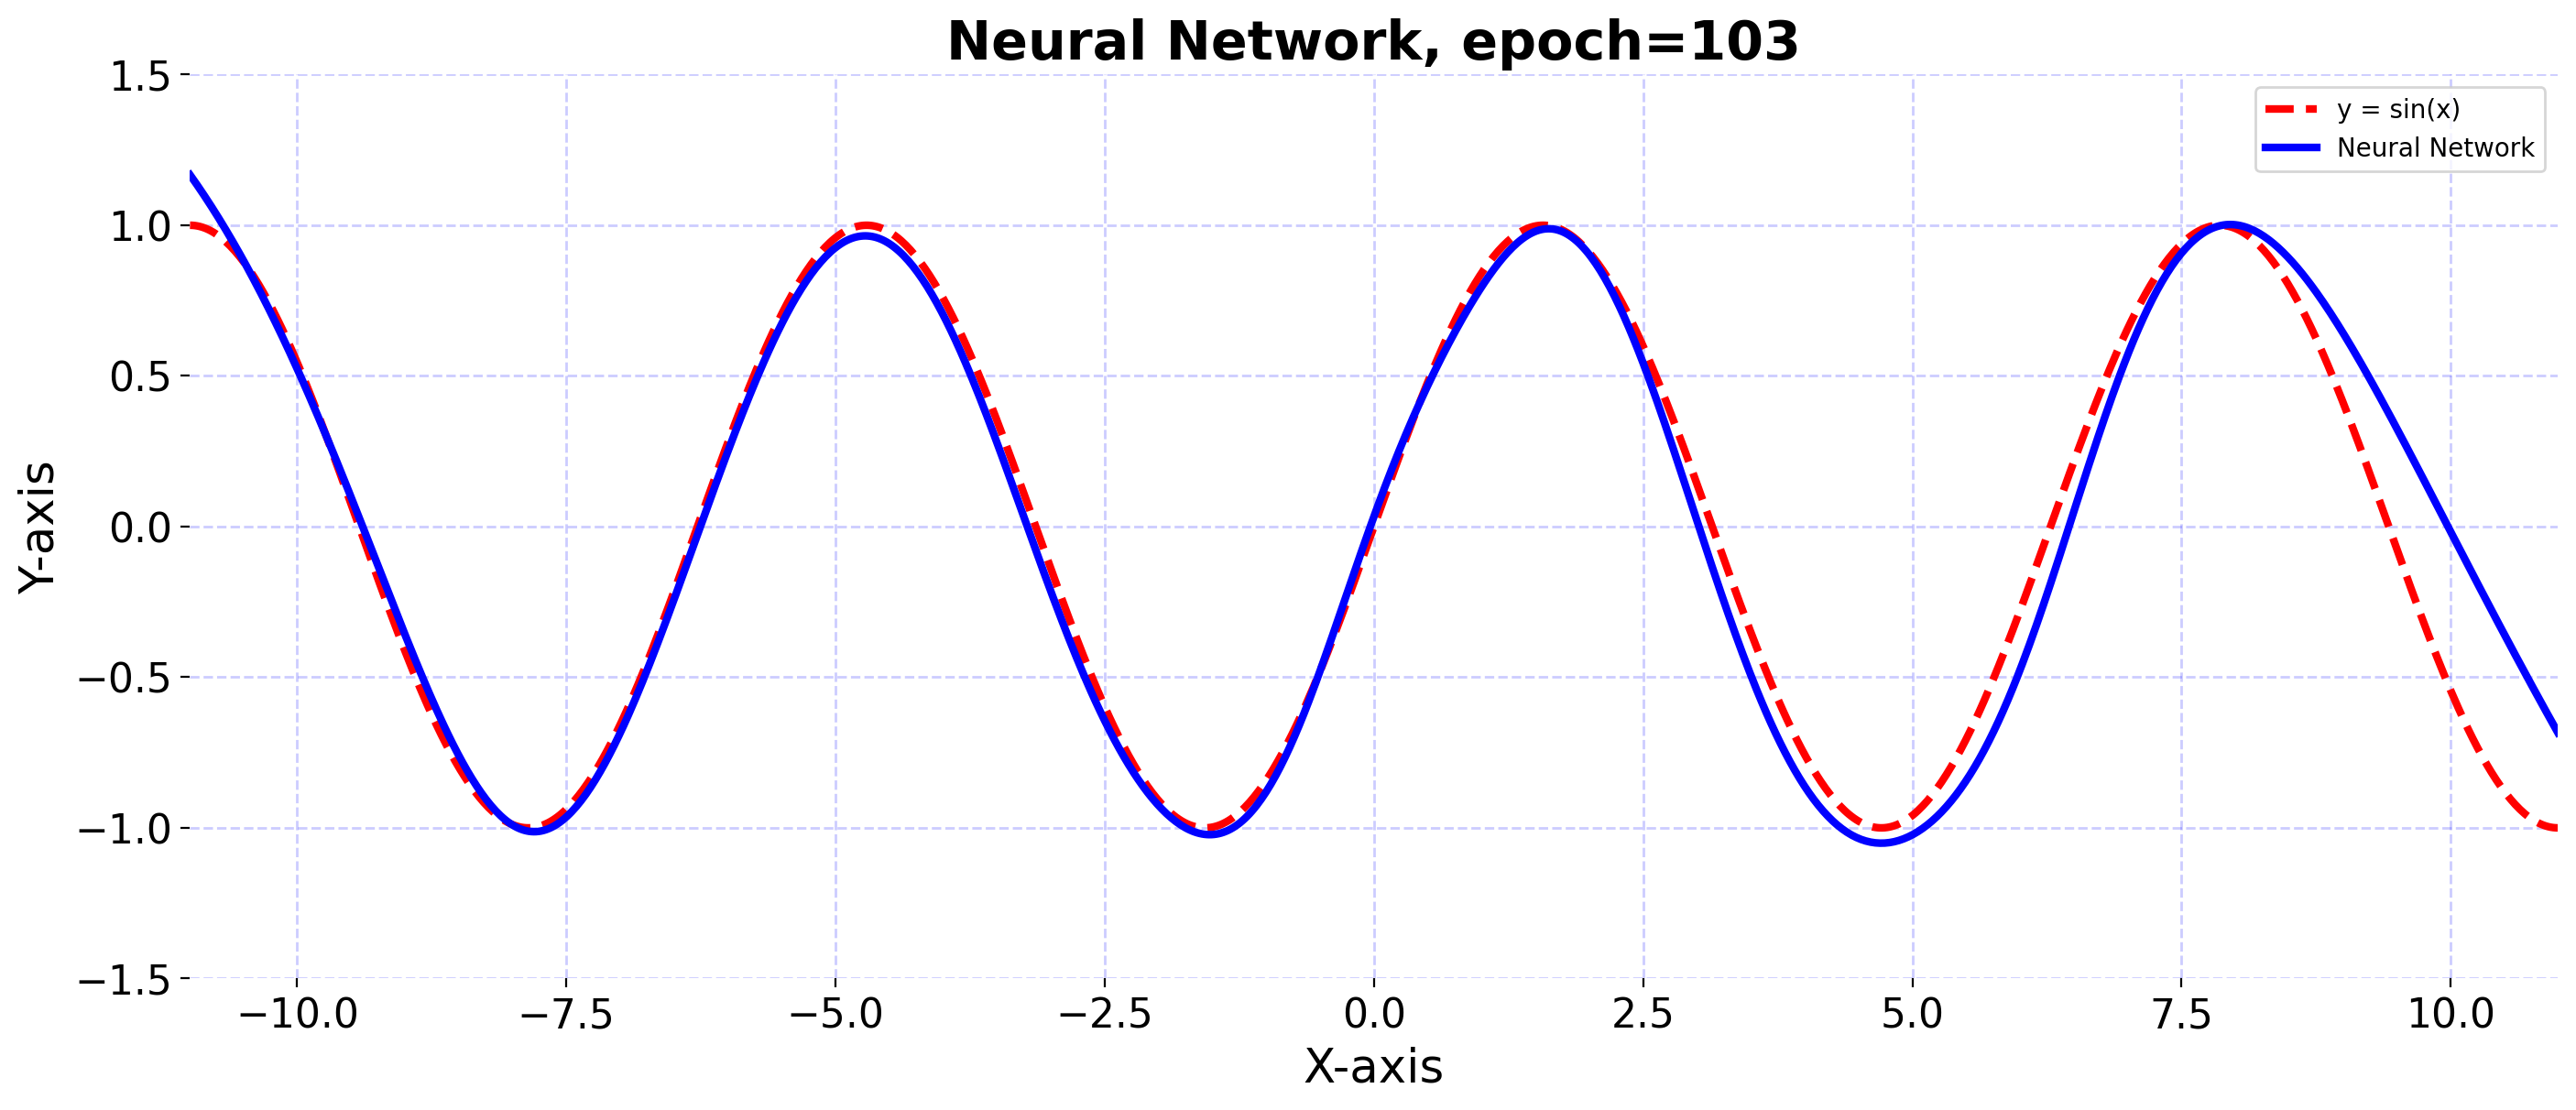 Neural Network, epoch=103
y = sin(x)
Neural Network
Y-axis
1.5
1.0
0.5
0.0
−0.5
−1.0
−1.5
−10.0 −7.5 −5.0 −2.5 0.0 2.5 5.0 7.5 10.0
X-axis